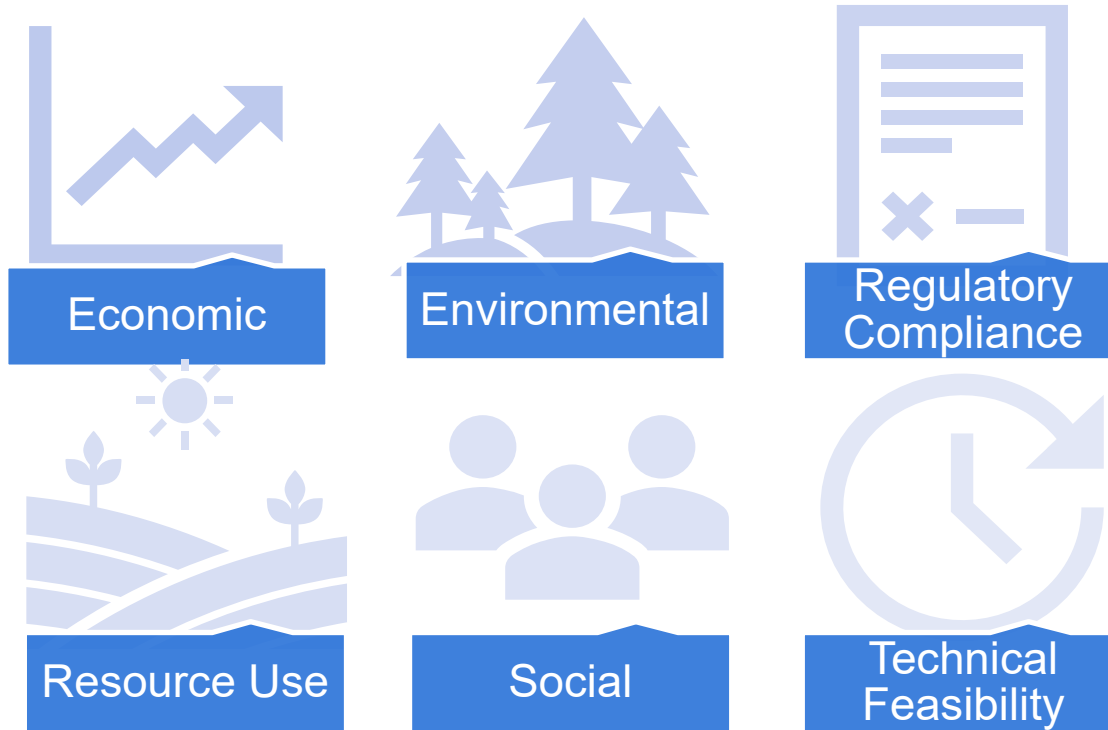 Economic
Environmental
Regulatory
Compliance
Resource Use
Social
Technical
Feasibility